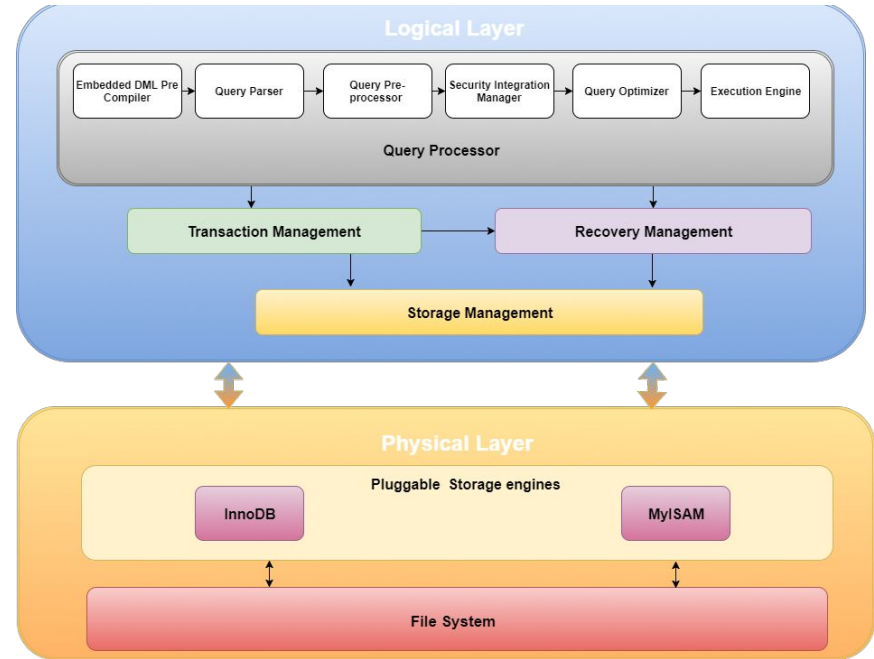 Logical Layer
Embedded DML Pre
Compiler
Query Parser
Query Pre-
processor
Security Integration
Manager
Query Optimizer
Execution Engine
Query Processor
Transaction Management
Recovery Management
Storage Management
Physical Layer
Pluggable Storage engines
InnoDB
MyISAM
File System